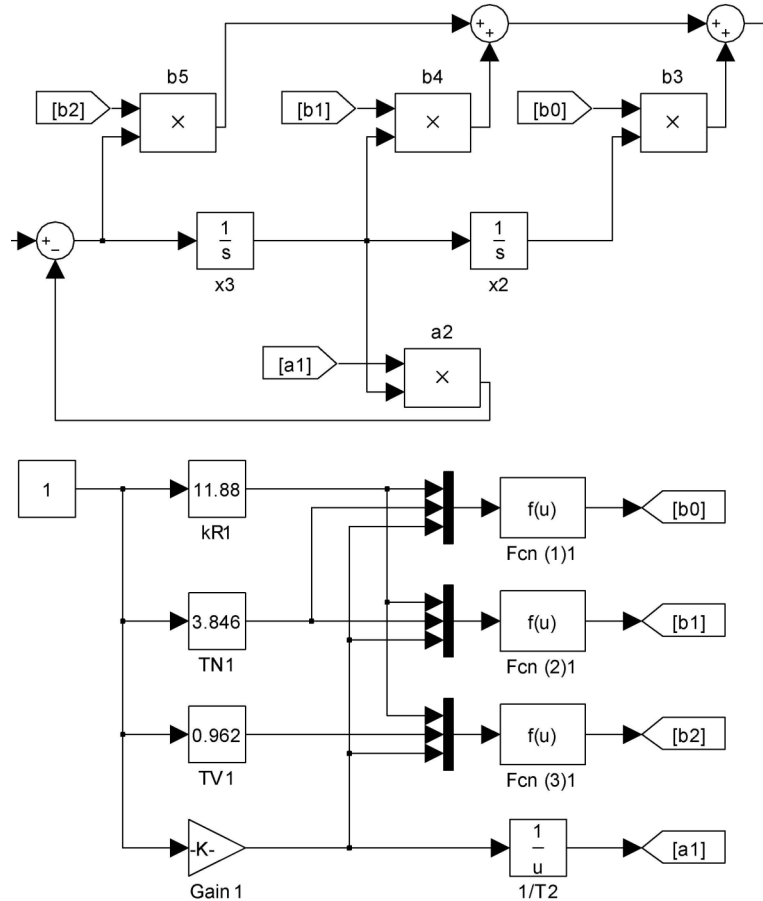 +
+
+
+
b5
b4
b3
[b2]
×
[b1]
×
[b0]
×
+
−
1
s
x3
1
s
x2
a2
[a1]
×
1
11.88
kR1
f(u)
Fcn (1)1
[b0]
3.846
TN1
f(u)
Fcn (2)1
[b1]
0.962
TV1
f(u)
Fcn (3)1
[b2]
-K-
Gain 1
1
u
1/T2
[a1]